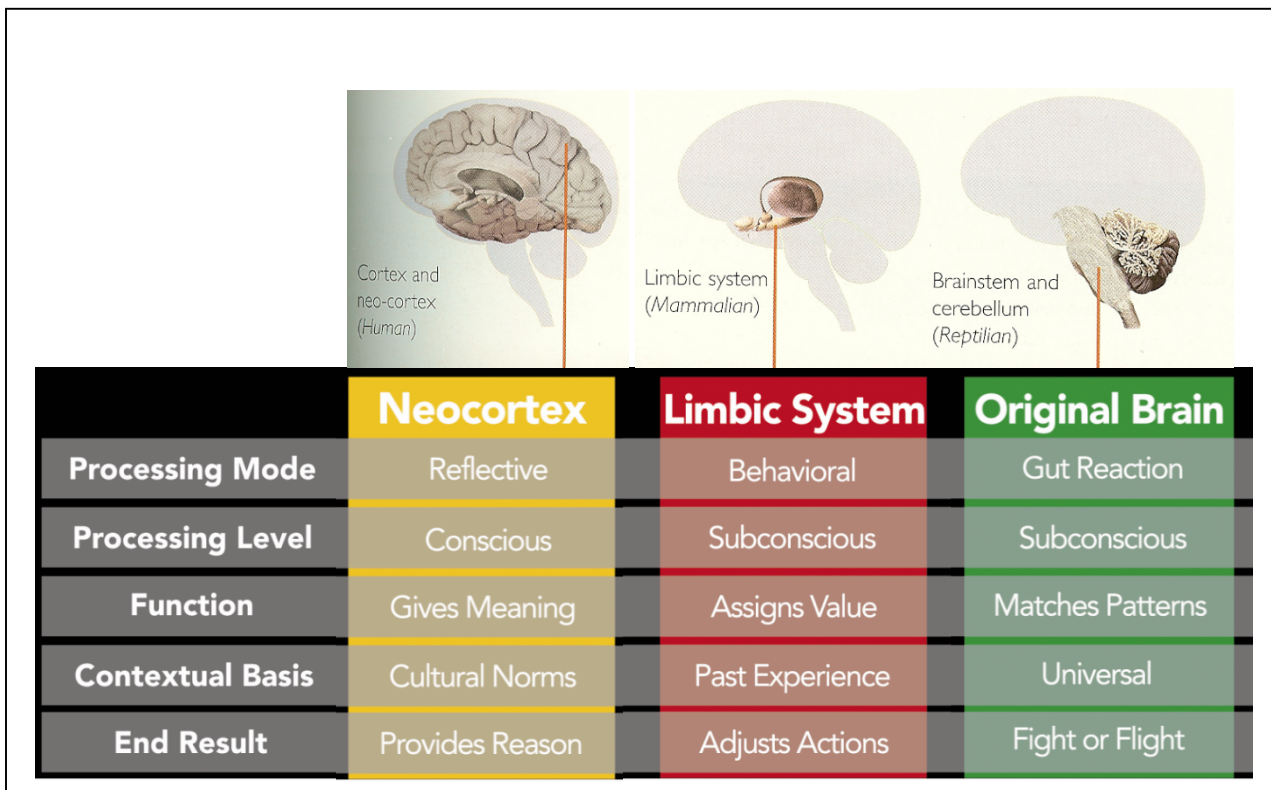 Cortex and
neo-cortex
(Human)
Limbic system
(Mammalian)
Brainstem and
cerebellum
(Reptilian)
Neocortex Limbic System Original Brain
Processing Mode Reflective Behavioral Gut Reaction
Processing Level Conscious Subconscious Subconscious
Function Gives Meaning Assigns Value Matches Patterns
Contextual Basis Cultural Norms Past Experience Universal
End Result Provides Reason Adjusts Actions Fight or Flight